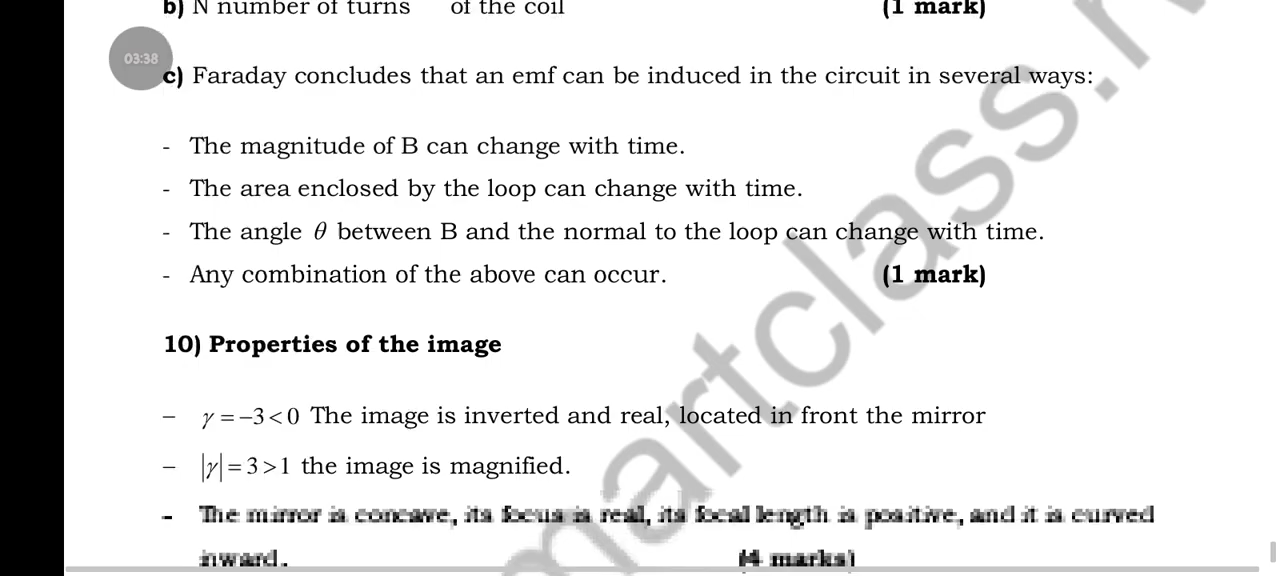 b) N number of turns of the coil (1 mark)
03:38
c) Faraday concludes that an emf can be induced in the circuit in several ways:
- The magnitude of B can change with time.
- The area enclosed by the loop can change with time.
- The angle θ between B and the normal to the loop can change with time.
- Any combination of the above can occur. (1 mark)
10) Properties of the image
– γ = −3 < 0 The image is inverted and real, located in front the mirror
– |γ| = 3 > 1 the image is magnified.
- The mirror is concave, its focus is real, its focal length is positive, and it is curved
inward. (4 marks)
martclass.r